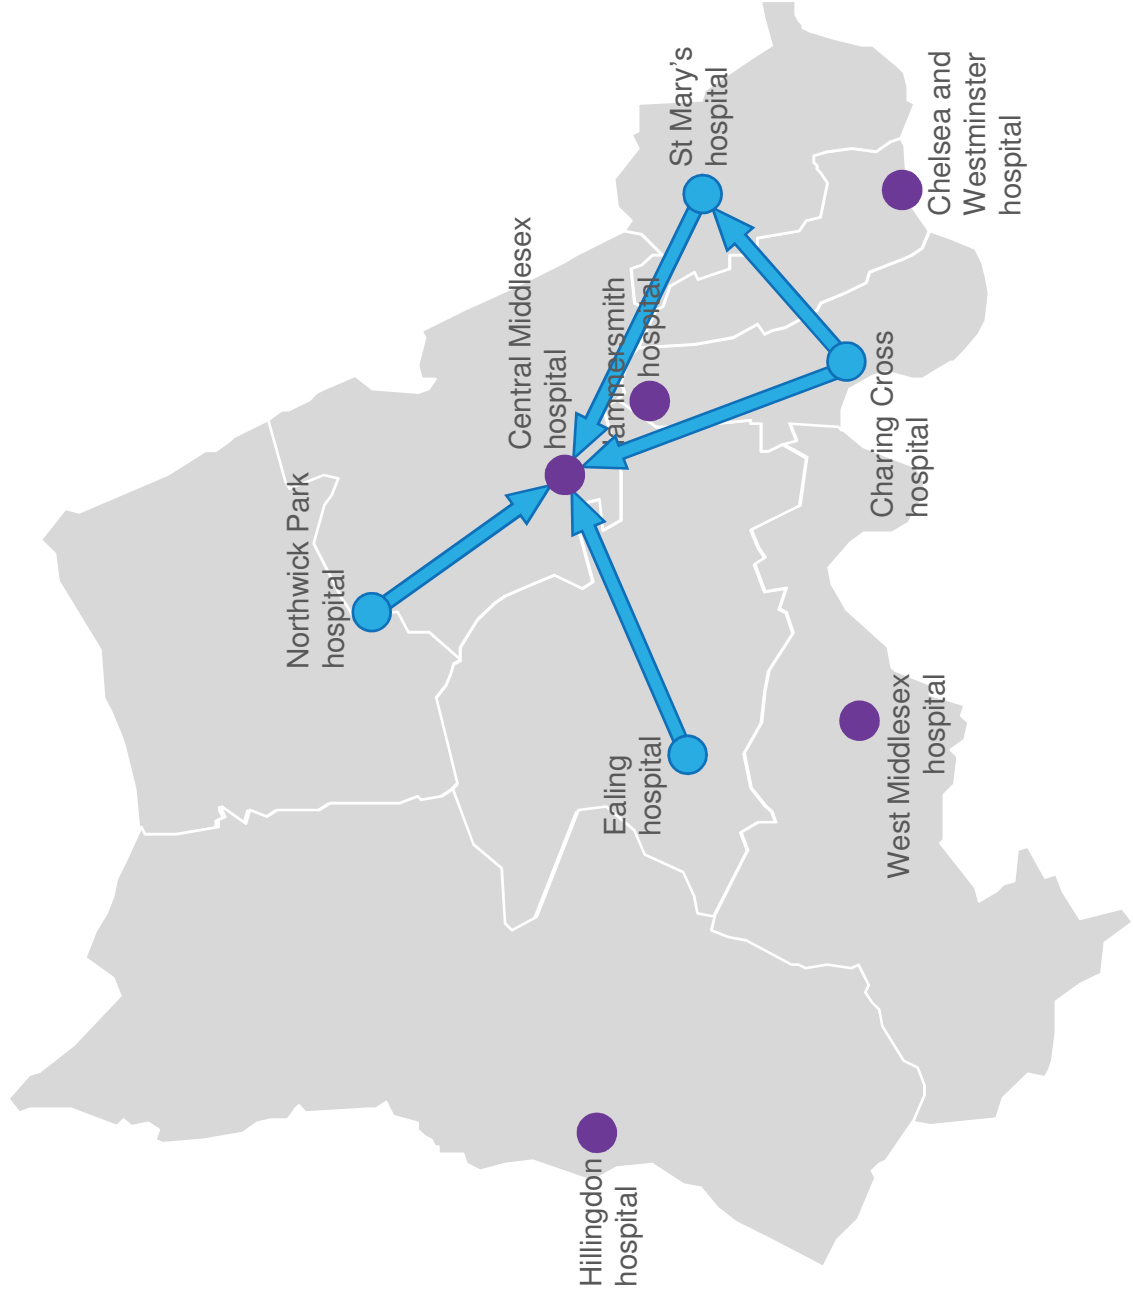 Northwick Park
hospital
Central Middlesex
hospital
St Mary's
hospital
Hammersmith
hospital
Ealing
hospital
Hillingdon
hospital
Charing Cross
hospital
Chelsea and
Westminster
hospital
West Middlesex
hospital